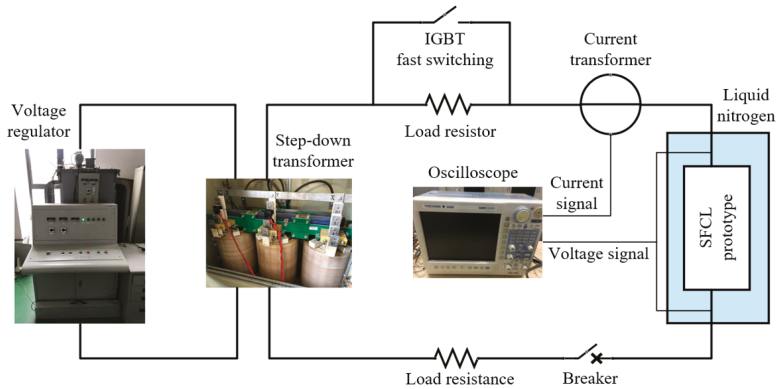 IGBT
fast switching
Current
transformer
Voltage
regulator
Liquid
nitrogen
Load resistor
Step-down
transformer
Oscilloscope
Current
signal
SFCL
prototype
Voltage signal
Load resistance
Breaker